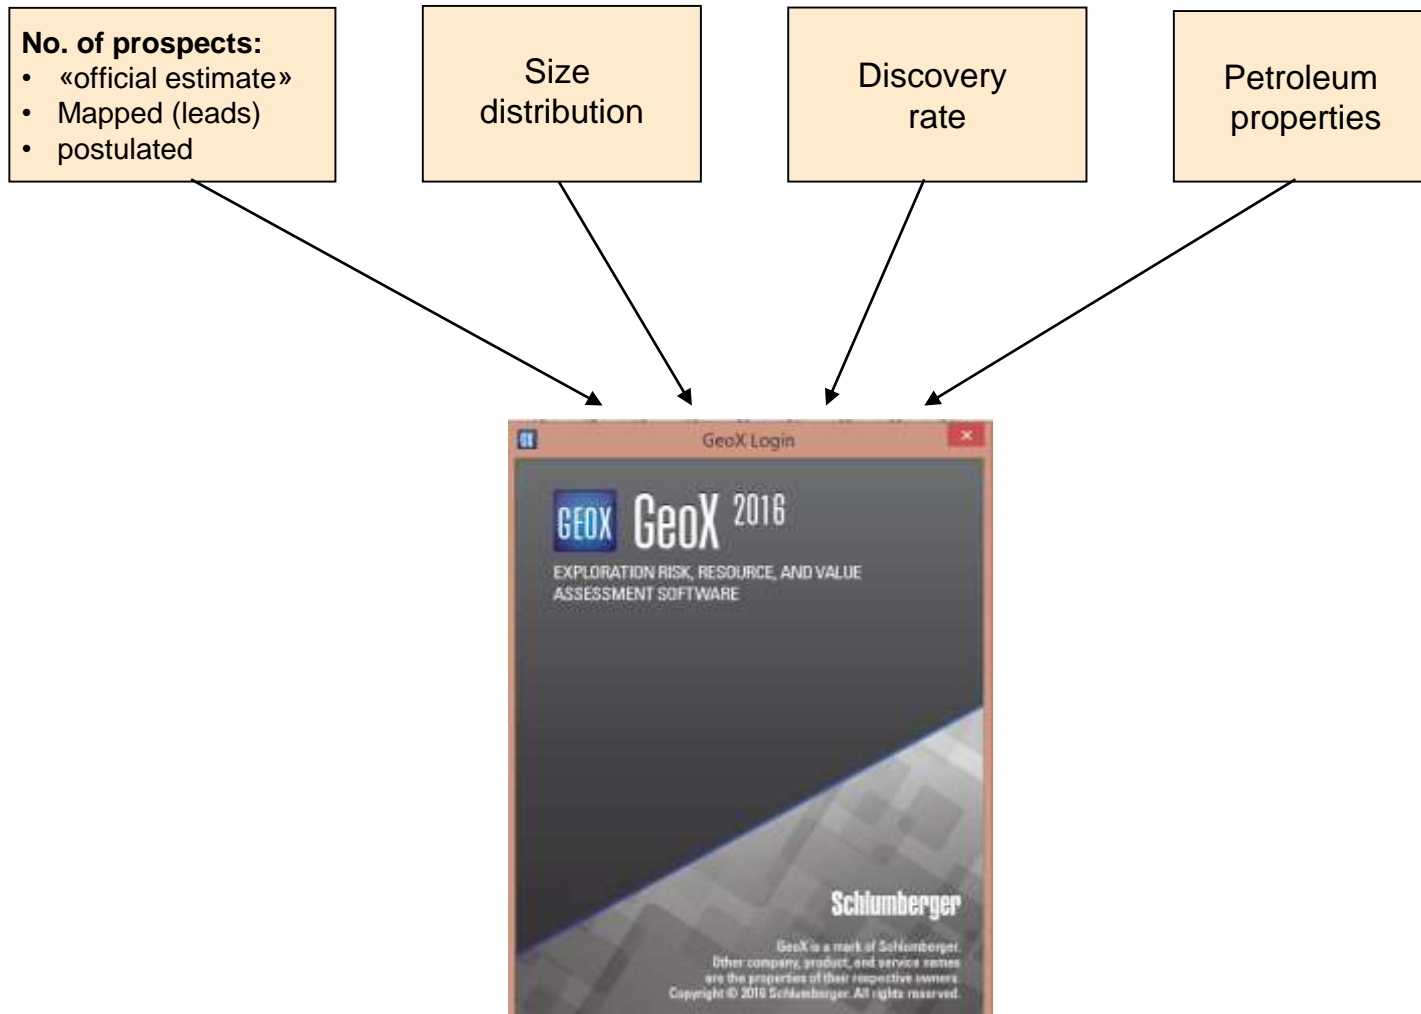 No. of prospects:
• «official estimate»
• Mapped (leads)
• postulated
Size
distribution
Discovery
rate
Petroleum
properties
GeoX Login
GEOX GeoX 2016
EXPLORATION RISK, RESOURCE, AND VALUE
ASSESSMENT SOFTWARE
Schlumberger
GeoX is a mark of Schlumberger.
Other company, product, and service names
are the properties of their respective owners.
Copyright © 2016 Schlumberger. All rights reserved.